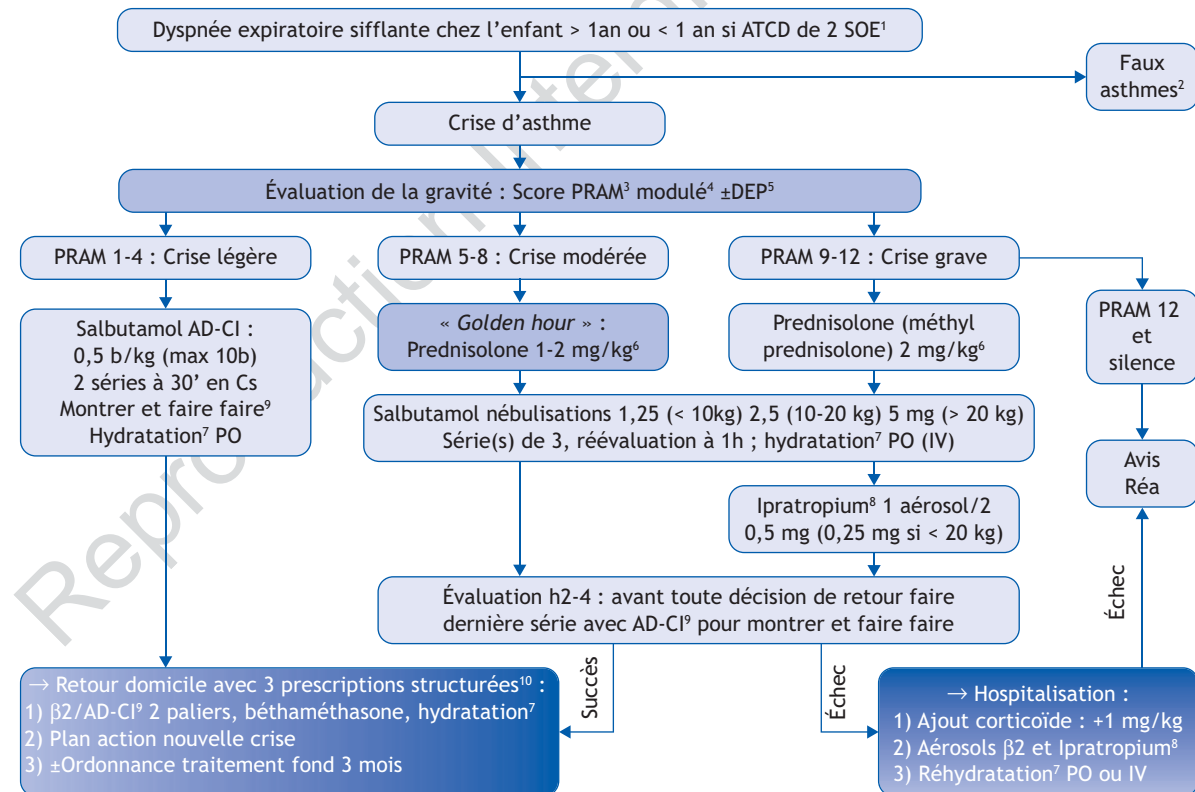 Dyspnée expiratoire sifflante chez l'enfant > 1an ou < 1 an si ATCD de 2 SOE¹
Faux
asthmes²
Crise d'asthme
Évaluation de la gravité : Score PRAM³ modulé⁴ ±DEP⁵
PRAM 1-4 : Crise légère
PRAM 5-8 : Crise modérée
PRAM 9-12 : Crise grave
PRAM 12
et
silence
Salbutamol AD-CI :
0,5 b/kg (max 10b)
2 séries à 30' en Cs
Montrer et faire faire⁹
Hydratation⁷ PO
« Golden hour » :
Prednisolone 1-2 mg/kg⁶
Prednisolone (méthyl
prednisolone) 2 mg/kg⁶
Salbutamol nébulisations 1,25 (< 10kg) 2,5 (10-20 kg) 5 mg (> 20 kg)
Série(s) de 3, réévaluation à 1h ; hydratation⁷ PO (IV)
Avis
Réa
Ipratropium⁸ 1 aérosol/2
0,5 mg (0,25 mg si < 20 kg)
Évaluation h2-4 : avant toute décision de retour faire
dernière série avec AD-CI⁹ pour montrer et faire faire
Échec
Succès
Échec
→ Retour domicile avec 3 prescriptions structurées¹⁰ :
1) β2/AD-CI⁹ 2 paliers, béthaméthasone, hydratation⁷
2) Plan action nouvelle crise
3) ±Ordonnance traitement fond 3 mois
→ Hospitalisation :
1) Ajout corticoïde : +1 mg/kg
2) Aérosols β2 et Ipratropium⁸
3) Réhydratation⁷ PO ou IV